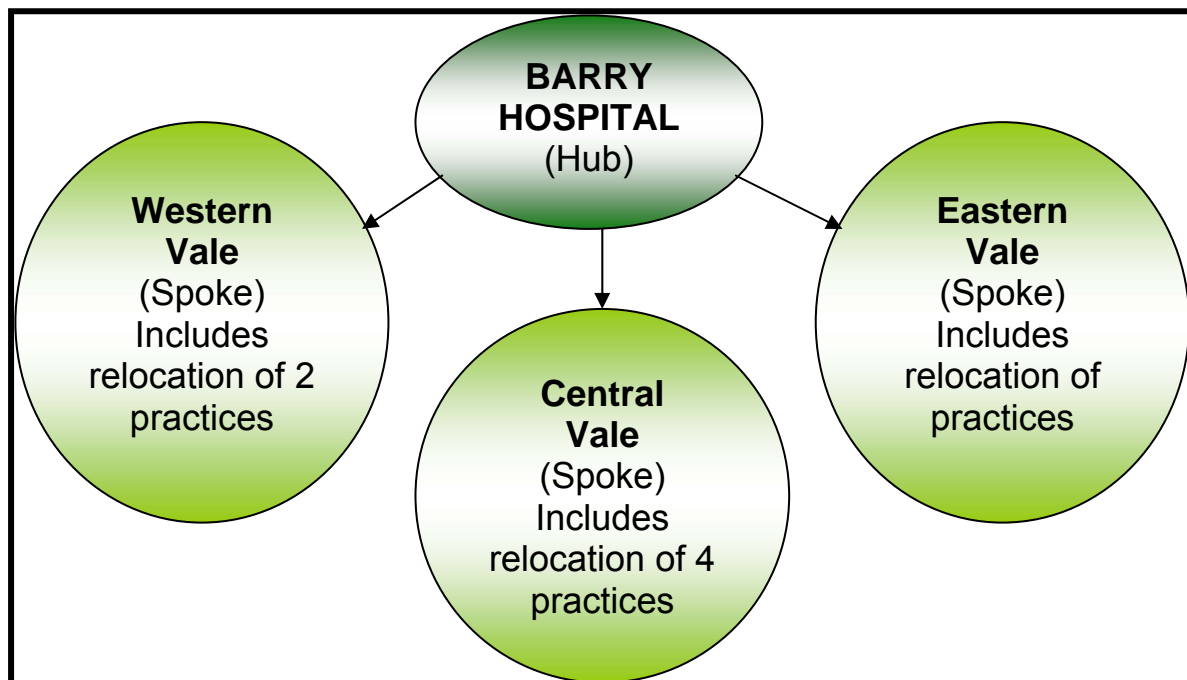 BARRY
HOSPITAL
(Hub)
Western
Vale
(Spoke)
Includes
relocation of 2
practices
Central
Vale
(Spoke)
Includes
relocation of 4
practices
Eastern
Vale
(Spoke)
Includes
relocation of
practices